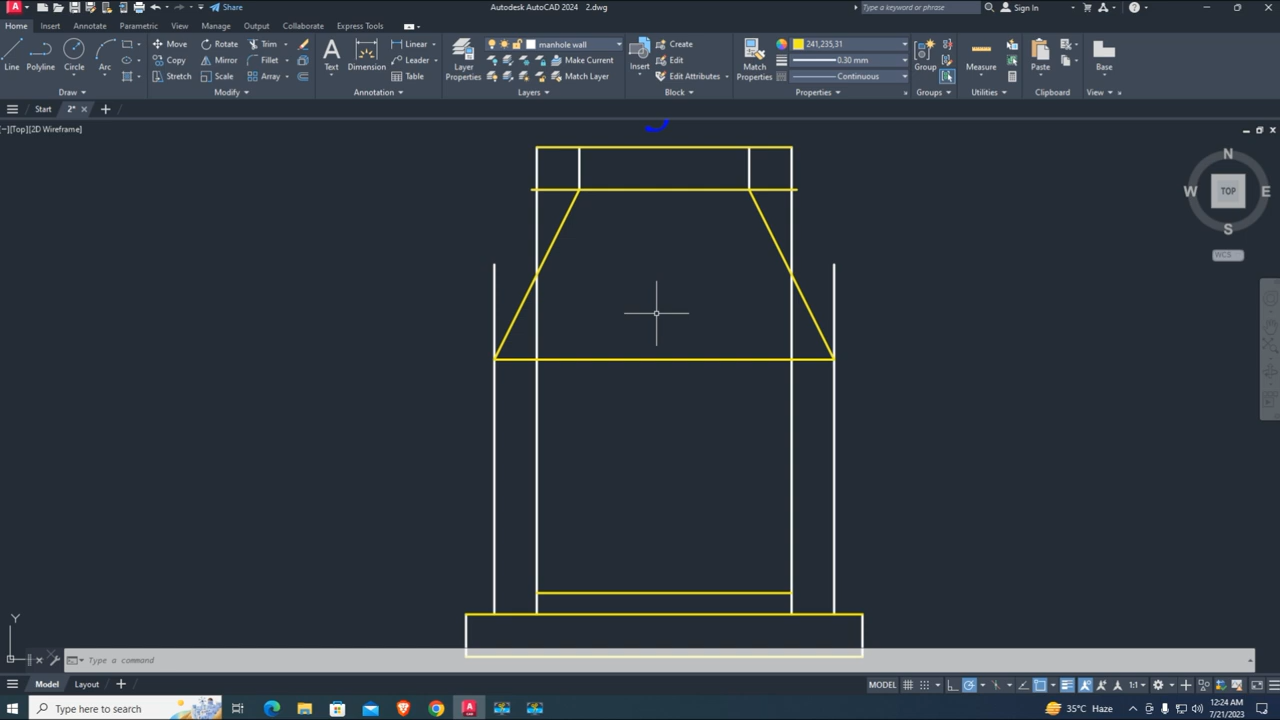 Share
Autodesk AutoCAD 2024 2.dwg
Type a keyword or phrase
Sign In
Home Insert Annotate Parametric View Manage Output Collaborate Express Tools
Line
Polyline
Circle
Arc
Draw
Move Rotate Trim
Copy Mirror Fillet
Stretch Scale Array
Modify
Text
Dimension
Linear
Leader
Table
Annotation
Layer
Properties
manhole wall
Make Current
Match Layer
Layers
Insert
Create
Edit
Edit Attributes
Block
Match
Properties
241,235,31
0.30 mm
Continuous
Properties
Group
Groups
Measure
Utilities
Paste
Clipboard
Base
View
Start 2*
[−][Top][2D Wireframe]
N
W TOP E
S
WCS
Y
Type a command
Model Layout
MODEL
1:1
Type here to search
35°C Haze
12:24 AM
7/21/2023